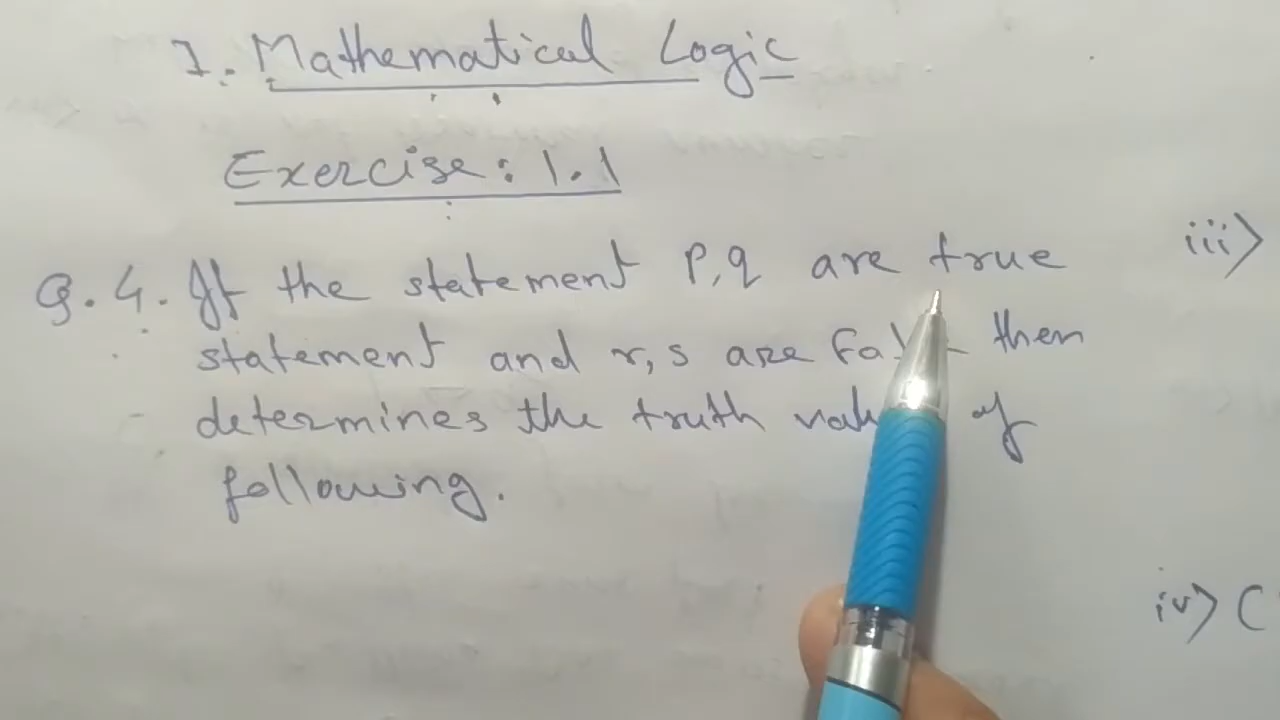 1. Mathematical Logic
Exercise: 1.1
Q. 4. If the statement p, q are true
statement and r, s are then
determines the truth of
following.
iii)
iv) (